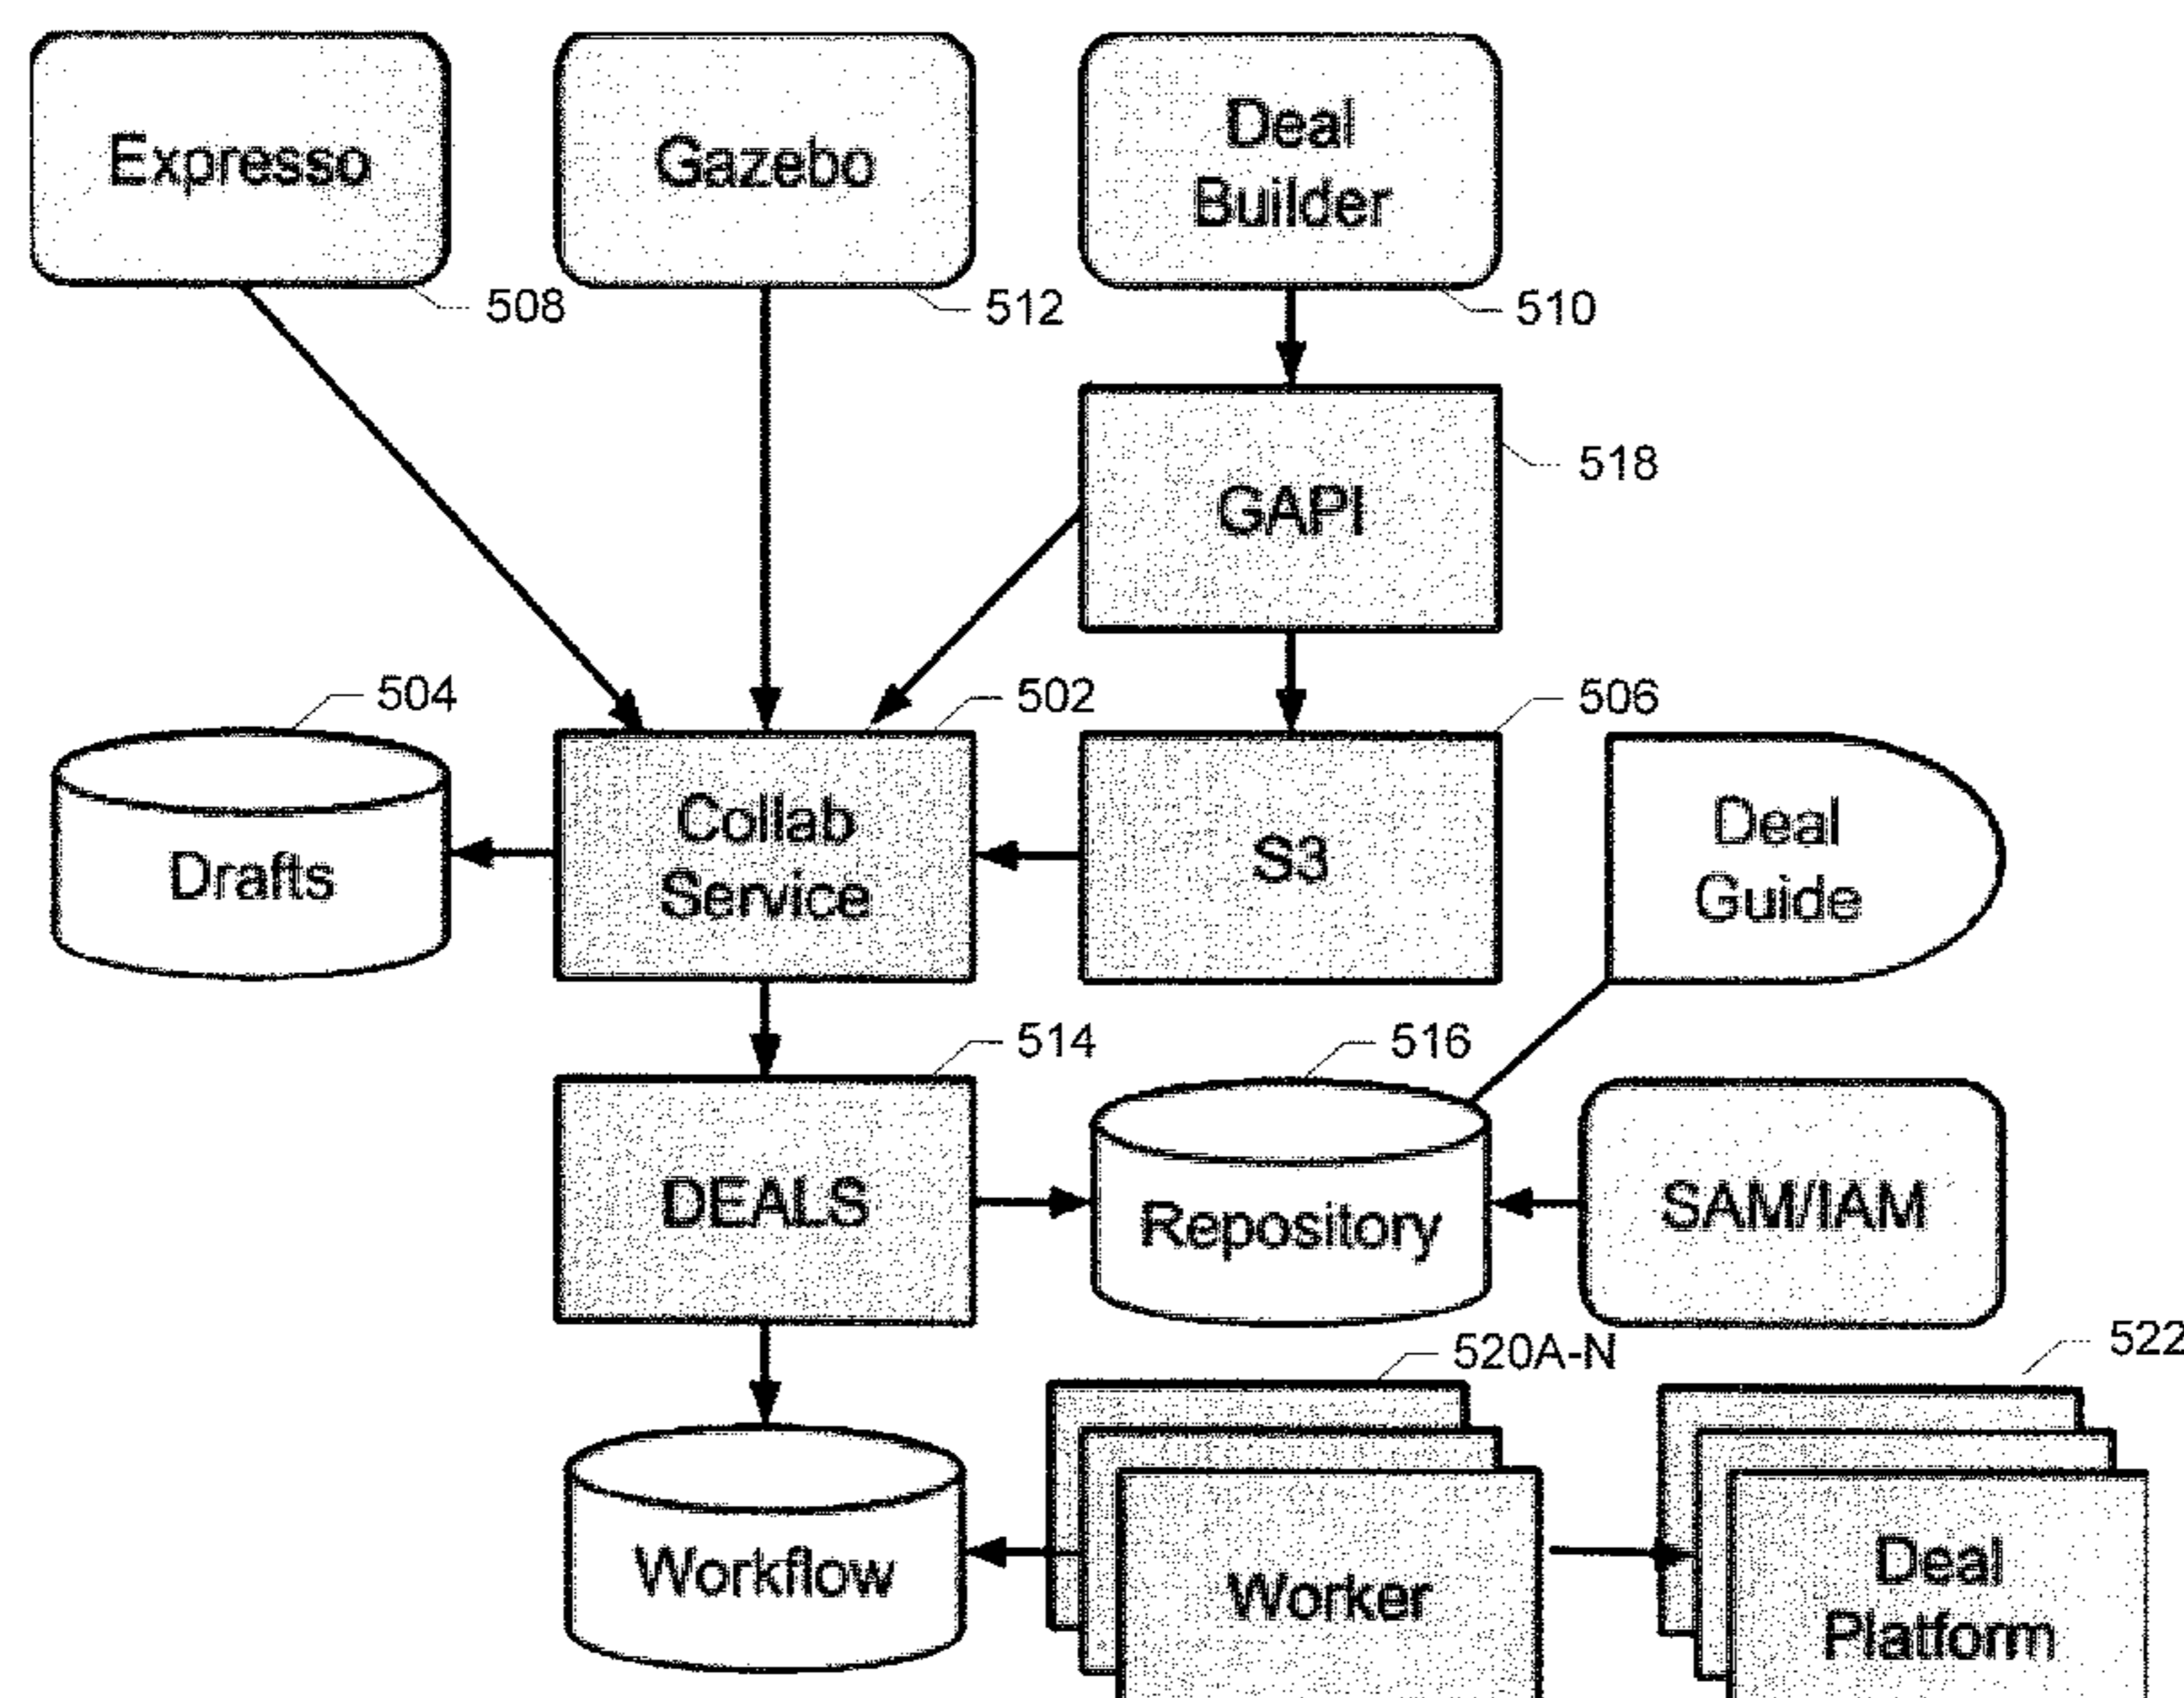 Expresso
Gazebo
Deal
Builder
508
512
510
GAPI
518
504
502
506
Drafts
Collab
Service
S3
Deal
Guide
514
516
DEALS
Repository
SAM/IAM
520A-N
522
Workflow
Worker
Deal
Platform